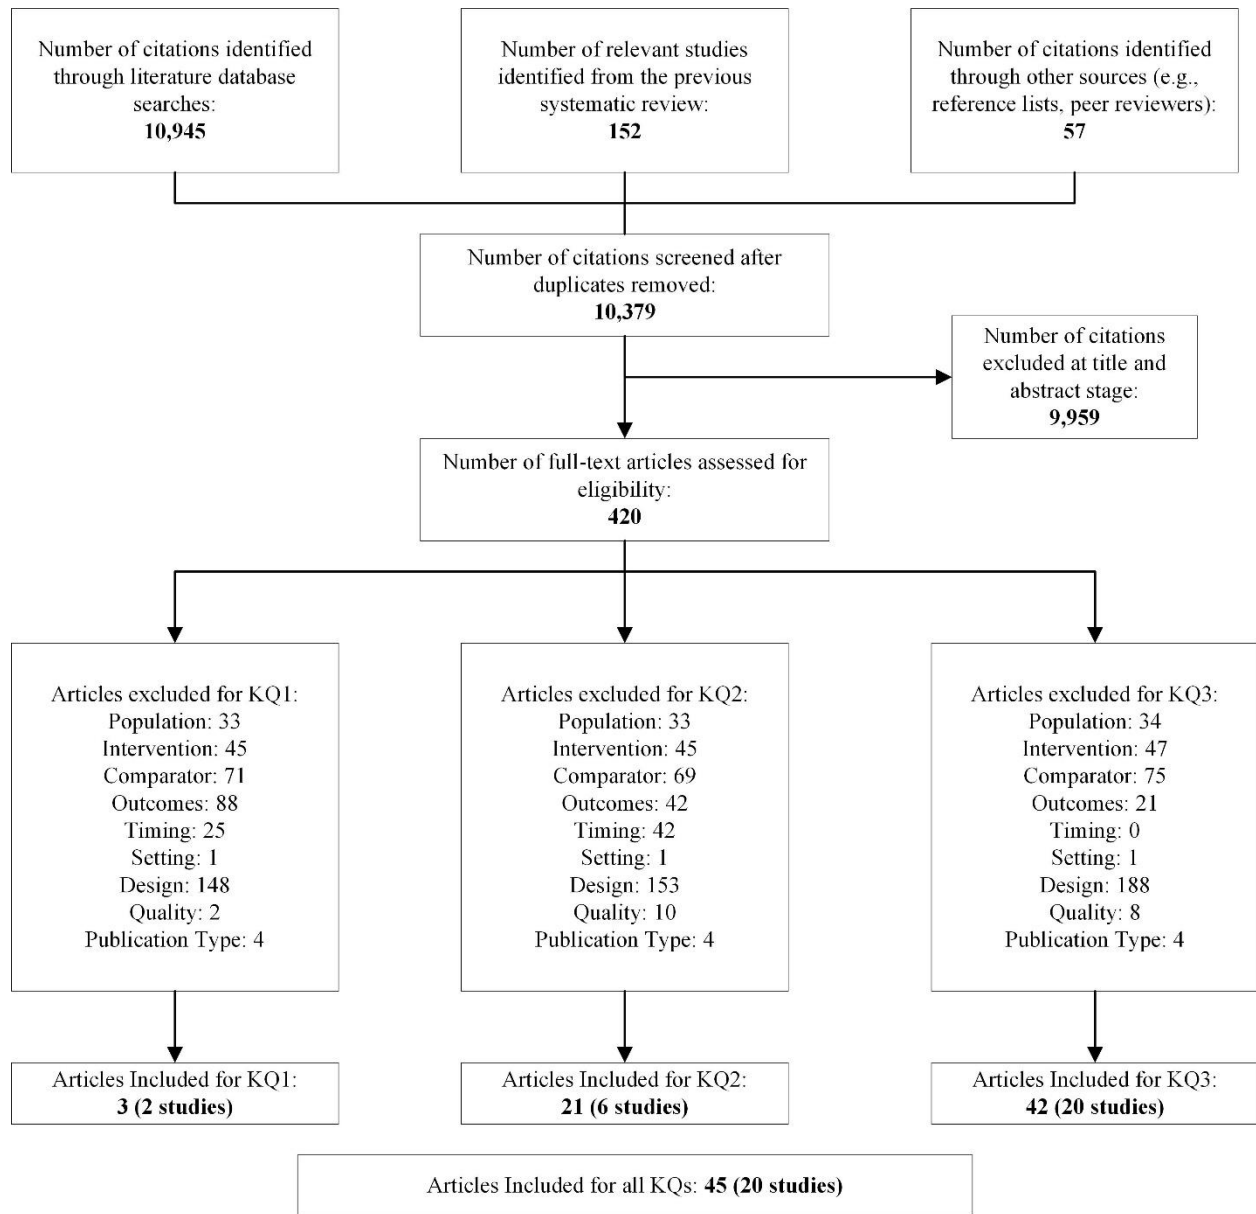 Number of citations identified
through literature database
searches:
10,945
Number of relevant studies
identified from the previous
systematic review:
152
Number of citations identified
through other sources (e.g.,
reference lists, peer reviewers):
57
Number of citations screened after
duplicates removed:
10,379
Number of citations
excluded at title and
abstract stage:
9,959
Number of full-text articles assessed for
eligibility:
420
Articles excluded for KQ1:
Population: 33
Intervention: 45
Comparator: 71
Outcomes: 88
Timing: 25
Setting: 1
Design: 148
Quality: 2
Publication Type: 4
Articles excluded for KQ2:
Population: 33
Intervention: 45
Comparator: 69
Outcomes: 42
Timing: 42
Setting: 1
Design: 153
Quality: 10
Publication Type: 4
Articles excluded for KQ3:
Population: 34
Intervention: 47
Comparator: 75
Outcomes: 21
Timing: 0
Setting: 1
Design: 188
Quality: 8
Publication Type: 4
Articles Included for KQ1:
3 (2 studies)
Articles Included for KQ2:
21 (6 studies)
Articles Included for KQ3:
42 (20 studies)
Articles Included for all KQs: 45 (20 studies)